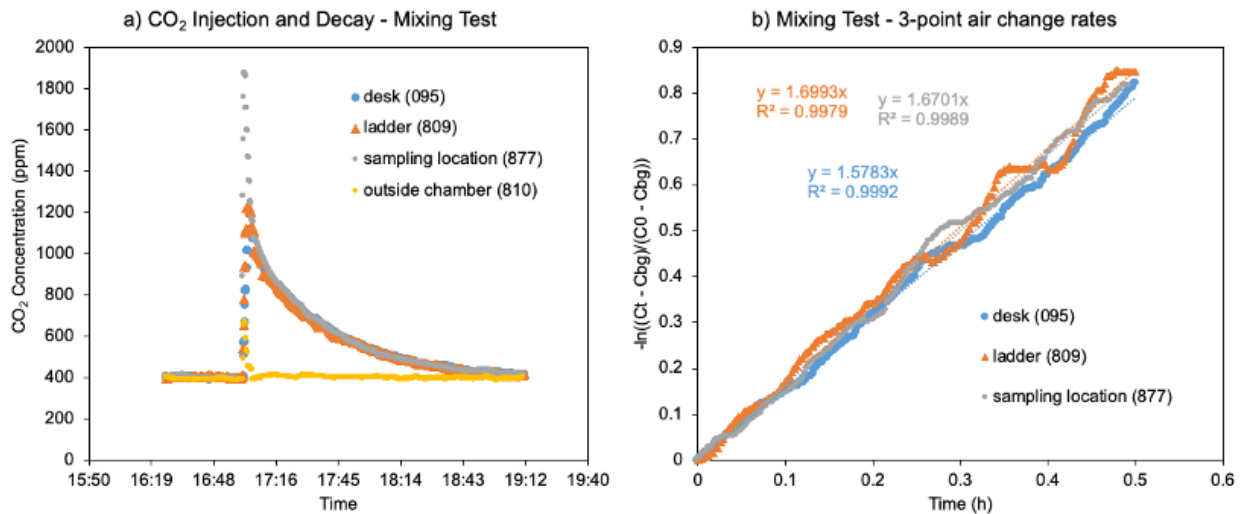 a) CO₂ Injection and Decay - Mixing Test
CO₂ Concentration (ppm)
2000
1800
1600
1400
1200
1000
800
600
400
200
0
desk (095)
ladder (809)
sampling location (877)
outside chamber (810)
15:50 16:19 16:48 17:16 17:45 18:14 18:43 19:12 19:40
Time
b) Mixing Test - 3-point air change rates
-ln((Ct - Cbg)/(C0 - Cbg))
0.9
0.8
0.7
0.6
0.5
0.4
0.3
0.2
0.1
0
y = 1.6993x
R² = 0.9979
y = 1.6701x
R² = 0.9989
y = 1.5783x
R² = 0.9992
desk (095)
ladder (809)
sampling location (877)
0 0.1 0.2 0.3 0.4 0.5 0.6
Time (h)